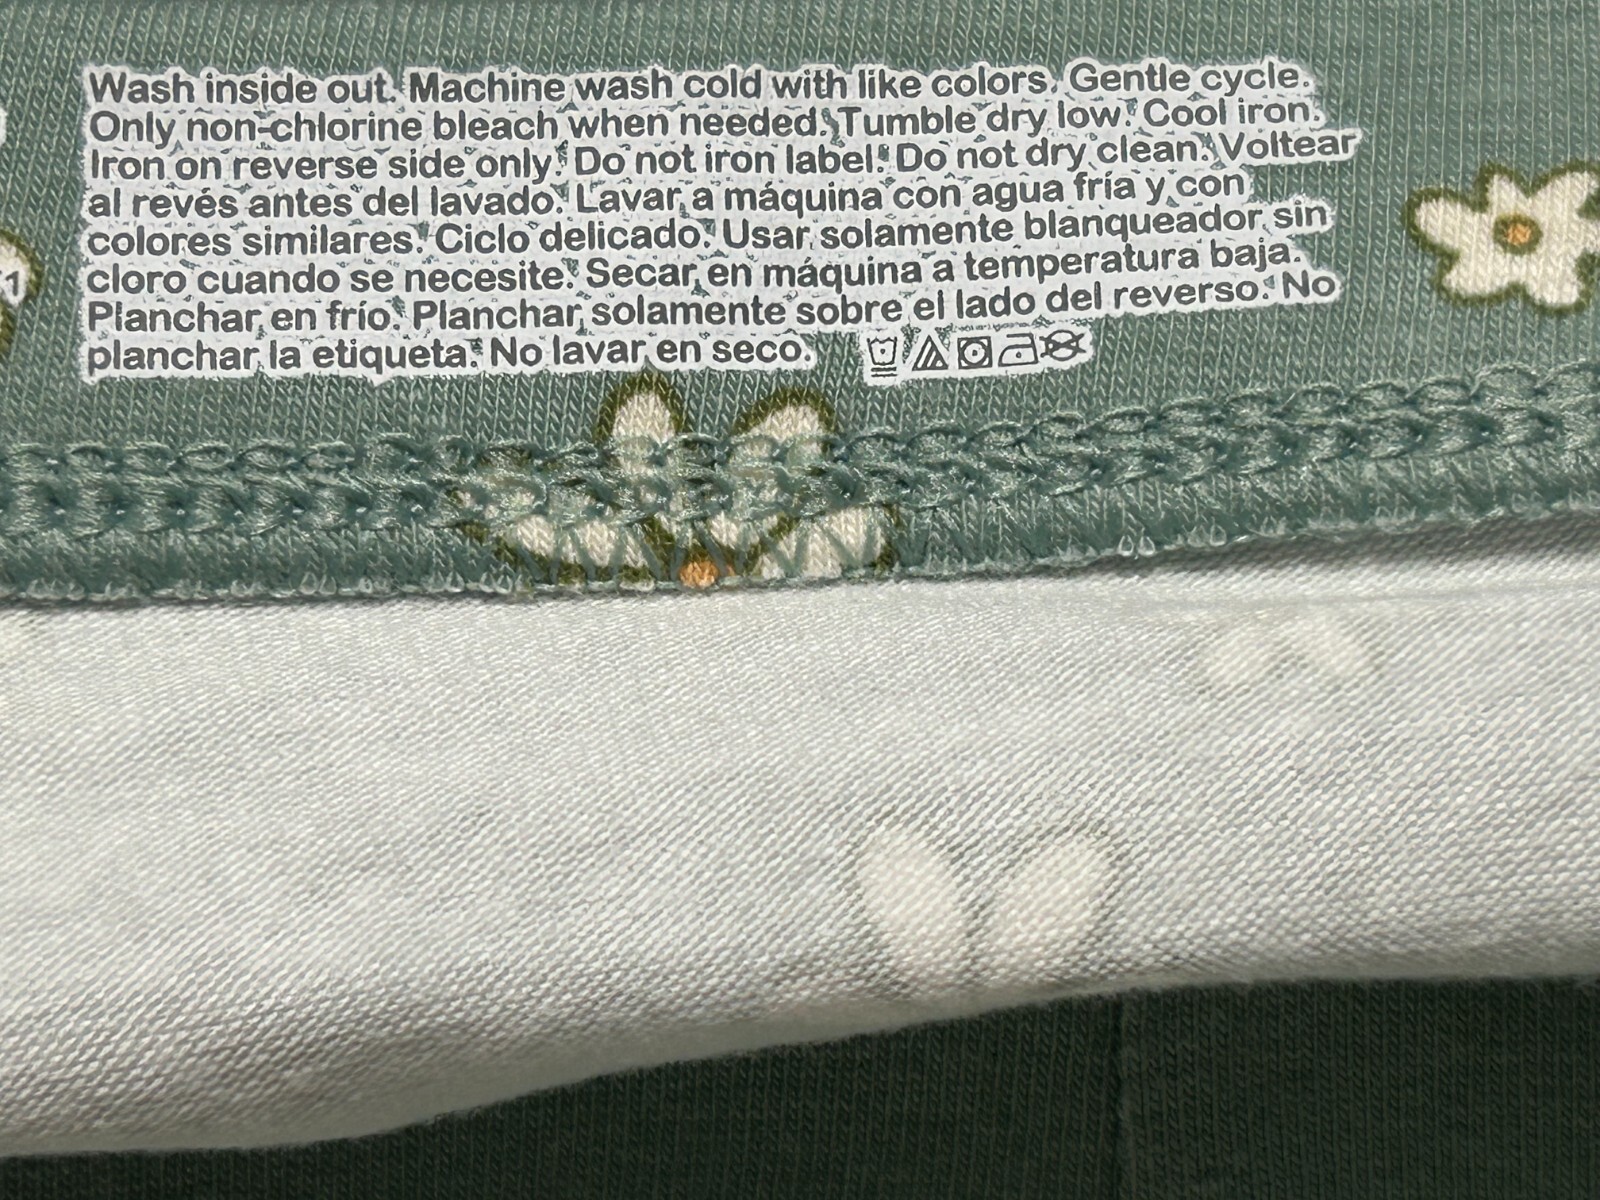 Wash inside out. Machine wash cold with like colors. Gentle cycle.
Only non-chlorine bleach when needed. Tumble dry low. Cool iron.
Iron on reverse side only. Do not iron label. Do not dry clean. Voltear
al revés antes del lavado. Lavar a máquina con agua fría y con
colores similares. Ciclo delicado. Usar solamente blanqueador sin
cloro cuando se necesite. Secar en máquina a temperatura baja.
Planchar en frío. Planchar solamente sobre el lado del reverso. No
planchar la etiqueta. No lavar en seco.